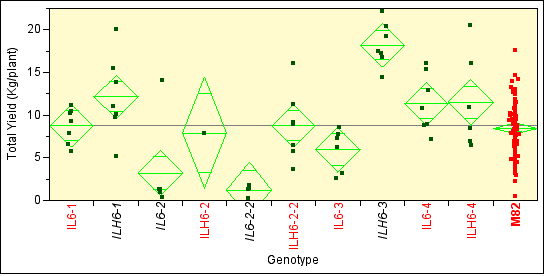 Total Yield (Kg/plant)
20
15
10
5
0
IL6-1
ILH6-1
IL6-2
ILH6-2
IL6-2-2
ILH6-2-2
IL6-3
ILH6-3
IL6-4
ILH6-4
M82
Genotype